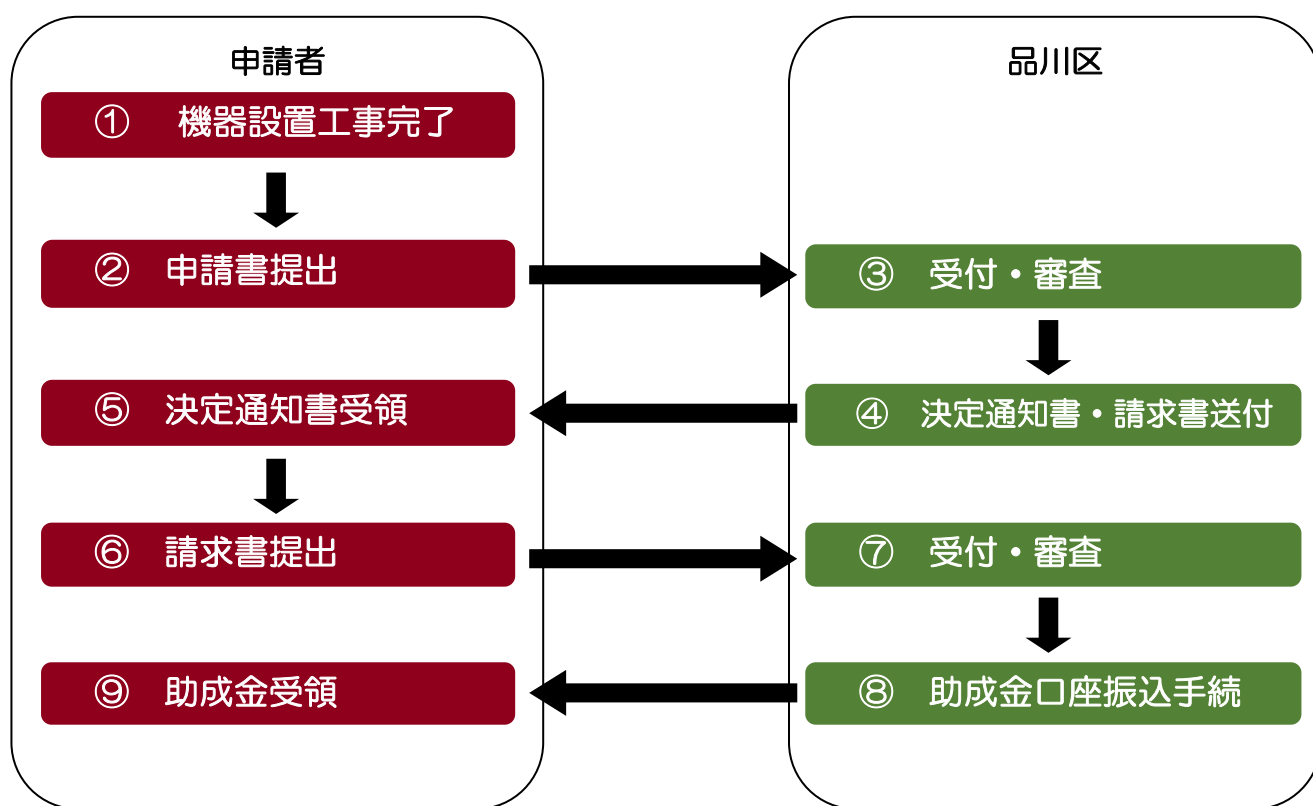 申請者
品川区
① 機器設置工事完了
② 申請書提出
③ 受付・審査
④ 決定通知書・請求書送付
⑤ 決定通知書受領
⑥ 請求書提出
⑦ 受付・審査
⑧ 助成金口座振込手続
⑨ 助成金受領